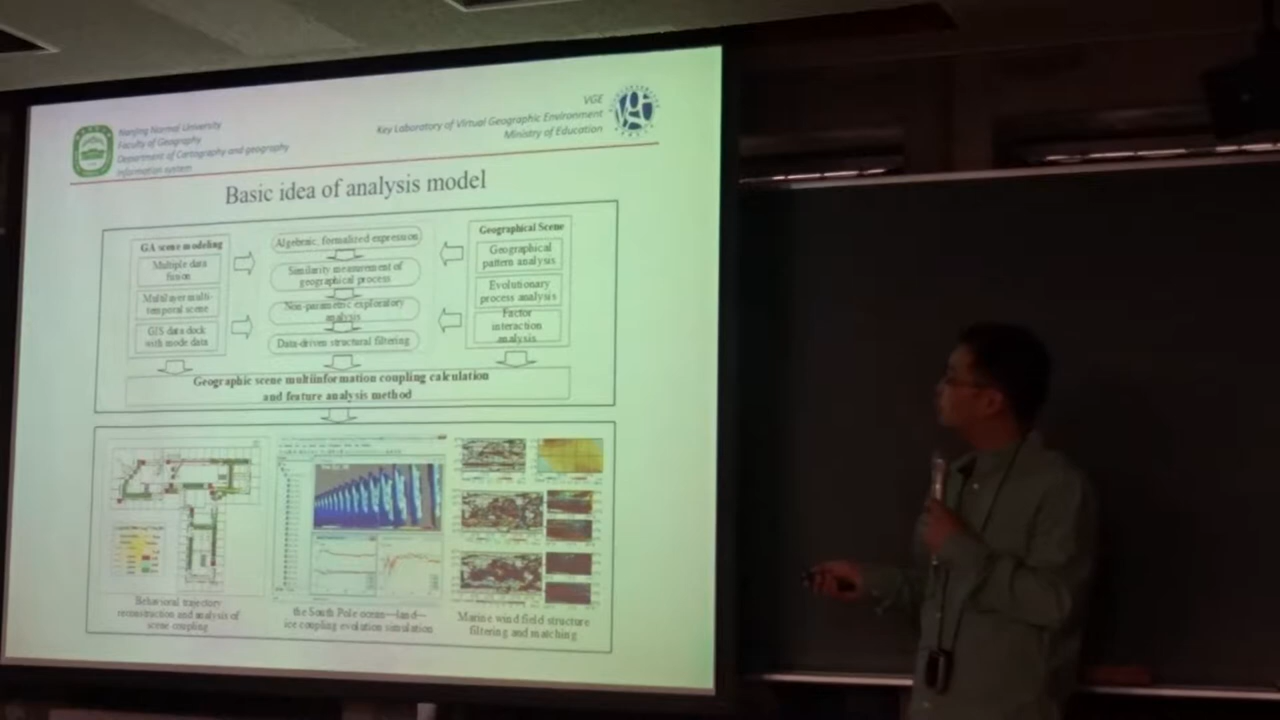 Nanjing Normal University
Faculty of Geography
Department of Cartography and geography
information system
VGE
Key Laboratory of Virtual Geographic Environment
Ministry of Education
Basic idea of analysis model
GA scene modeling
Multiple data
fusion
Multilayer multi-
temporal scene
GIS data dock
with mode data
Algebraic, formalized expression
Similarity measurement of
geographical process
Non-parametric exploratory
analysis
Data-driven structural filtering
Geographical Scene
Geographical
pattern analysis
Evolutionary
process analysis
Factor
interaction
analysis
Geographic scene multiinformation coupling calculation
and feature analysis method
Behavioral trajectory
reconstruction and analysis of
scene coupling
the South Pole ocean—land—
ice coupling evolution simulation
Marine wind field structure
filtering and matching